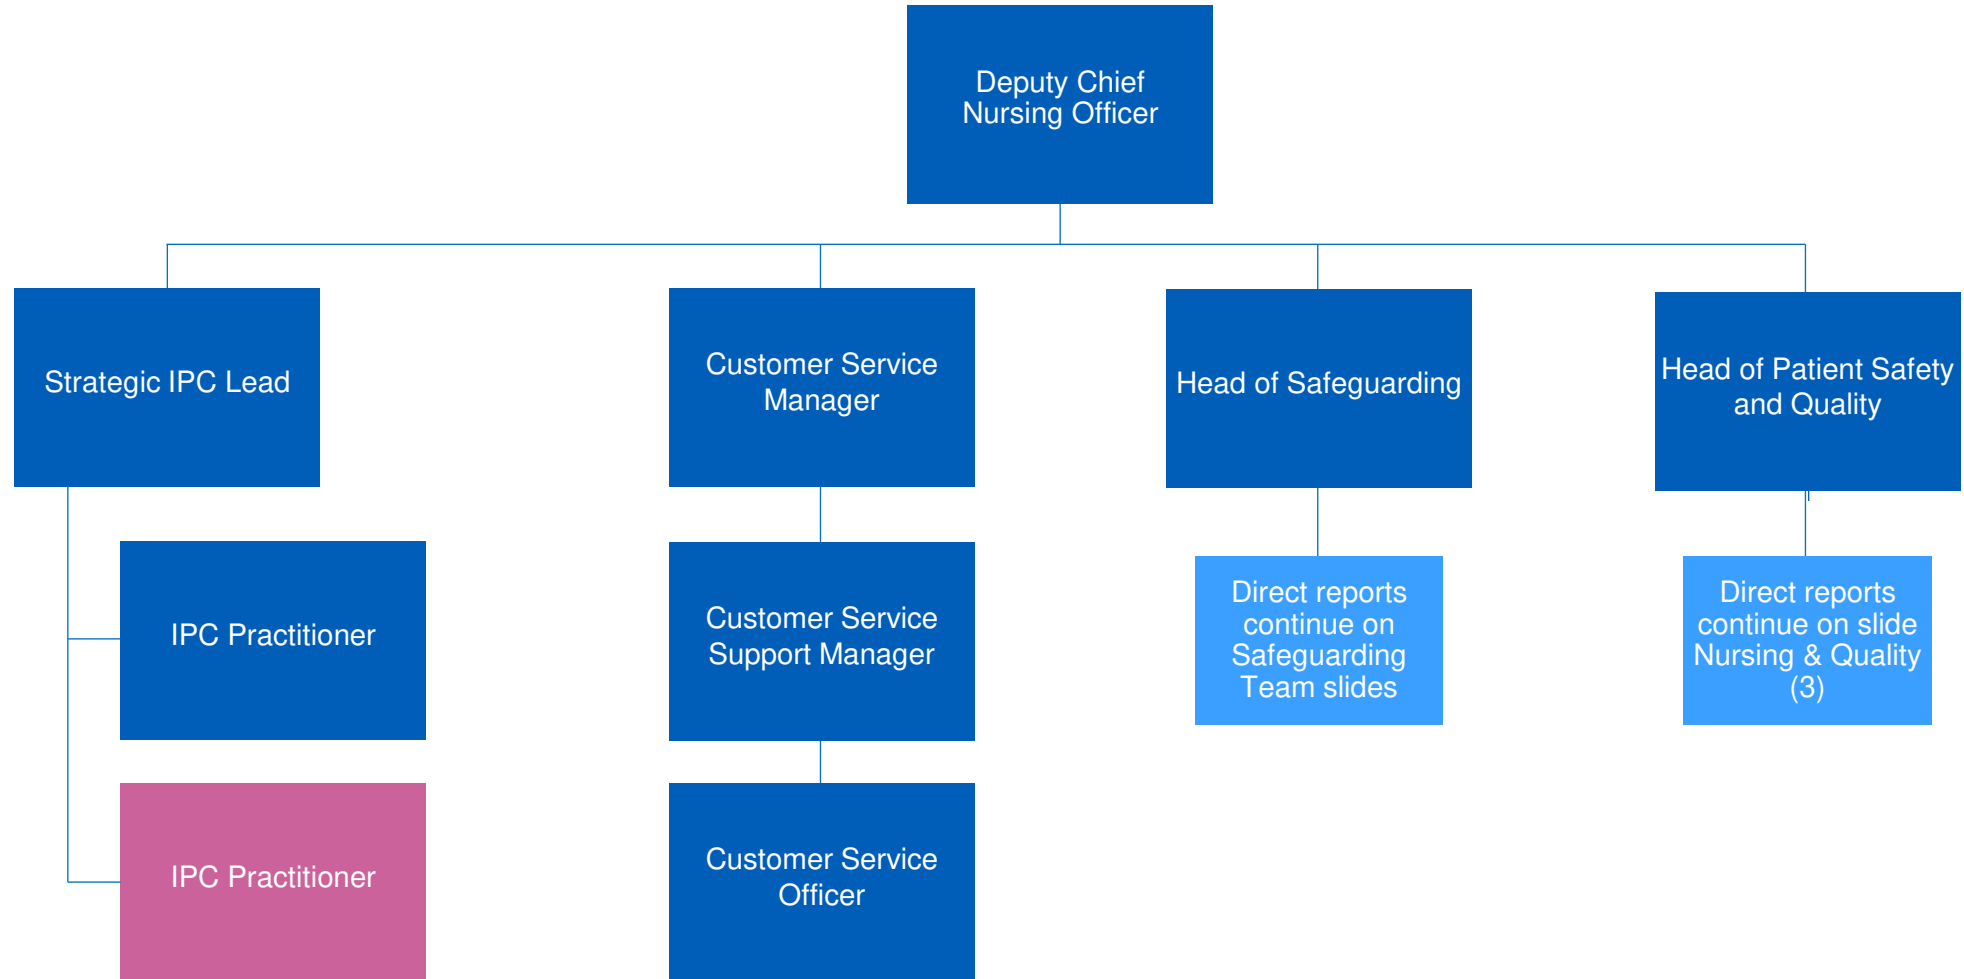 Deputy Chief
Nursing Officer
Strategic IPC Lead
Customer Service
Manager
Head of Safeguarding
Head of Patient Safety
and Quality
IPC Practitioner
Customer Service
Support Manager
Direct reports
continue on
Safeguarding
Team slides
Direct reports
continue on slide
Nursing & Quality
(3)
IPC Practitioner
Customer Service
Officer